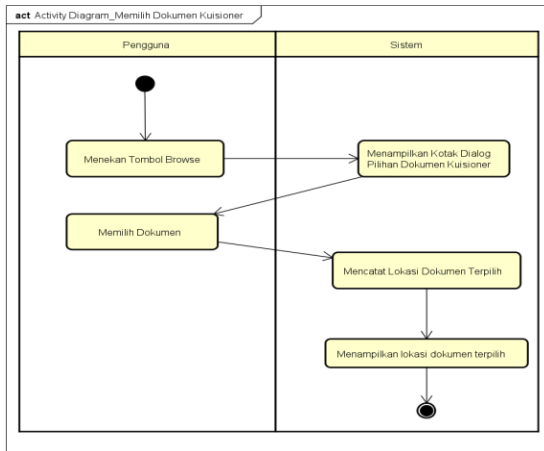 act Activity Diagram_Memilih Dokumen Kuisioner
Pengguna
Sistem
Menekan Tombol Browse
Menampilkan Kotak Dialog
Pilihan Dokumen Kuisioner
Memilih Dokumen
Mencatat Lokasi Dokumen Terpilih
Menampilkan lokasi dokumen terpilih